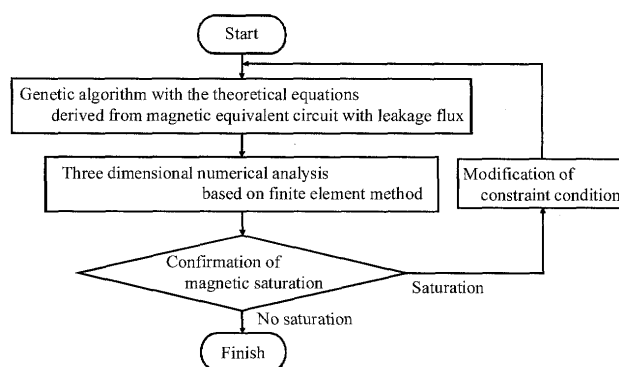 Start
Genetic algorithm with the theoretical equations
derived from magnetic equivalent circuit with leakage flux
Three dimensional numerical analysis
based on finite element method
Modification of
constraint condition
Confirmation of
magnetic saturation
Saturation
No saturation
Finish